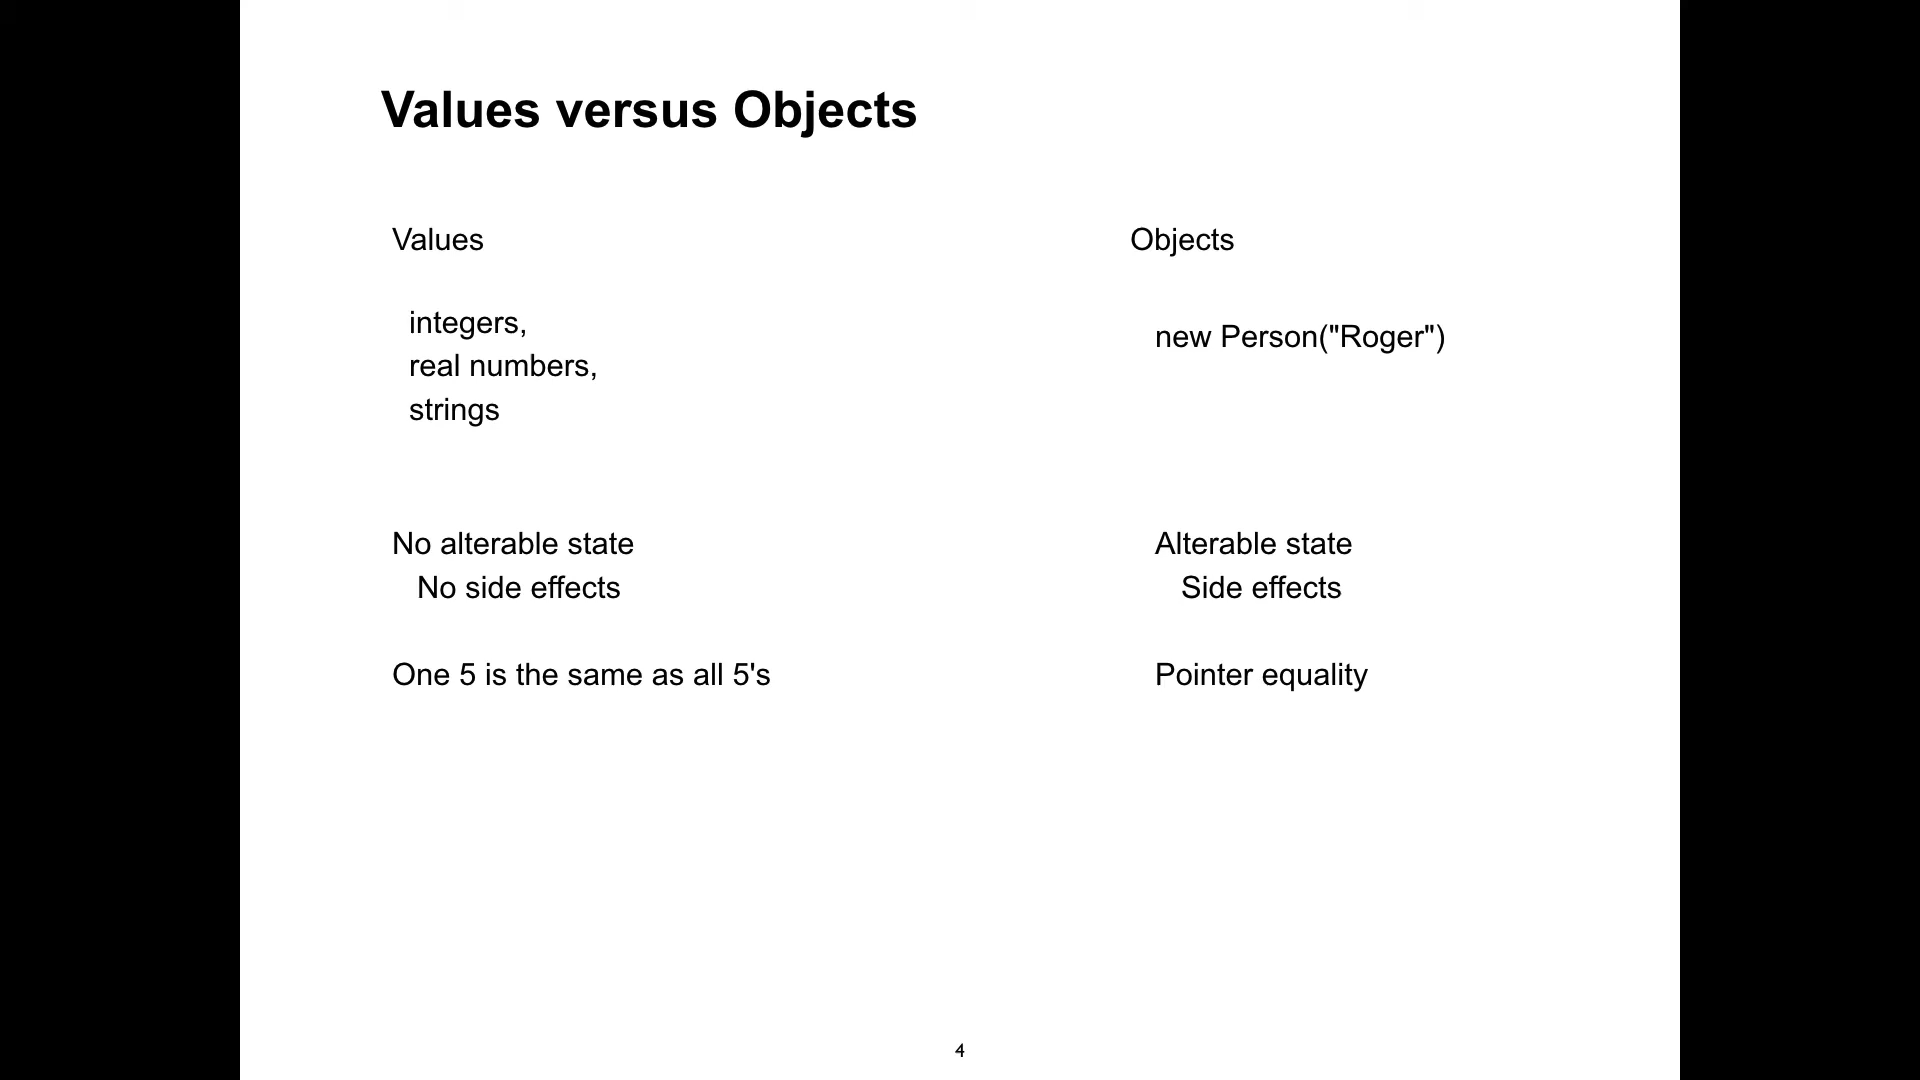 Values versus Objects
Values
integers,
real numbers,
strings
No alterable state
No side effects
One 5 is the same as all 5's
Objects
new Person("Roger")
Alterable state
Side effects
Pointer equality
4